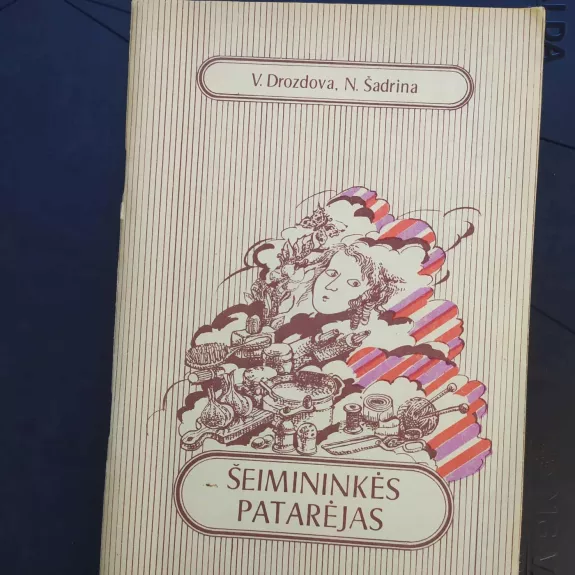 V. Drozdova, N. Šadrina
ŠEIMININKĖS
PATARĖJAS